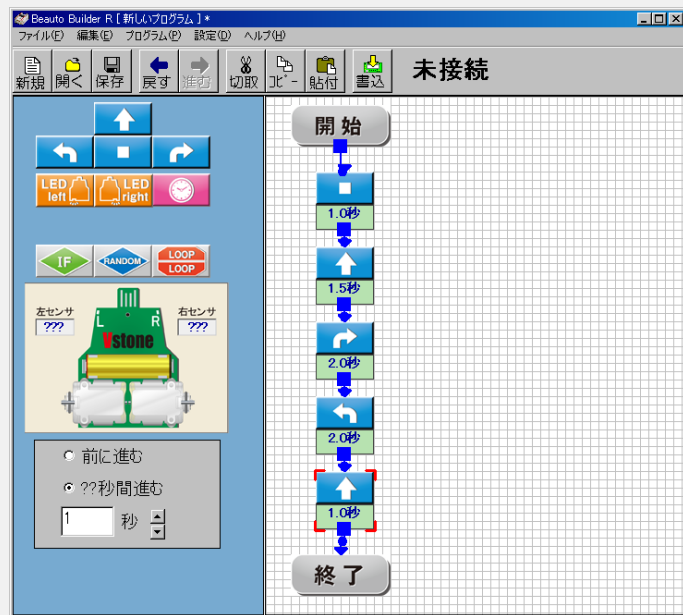 Beauto Builder R [ 新しいプログラム ] *
ファイル(F) 編集(E) プログラム(P) 設定(O) ヘルプ(H)
新規 開く 保存 戻す 進む 切取 コピー 貼付 書込 未接続
LED left LED right
IF RANDOM LOOP LOOP
左センサ 右センサ
??? ???
L R
Vstone
前に進む
??秒間進む
1 秒
開始
1.0秒
1.5秒
2.0秒
2.0秒
1.0秒
終了